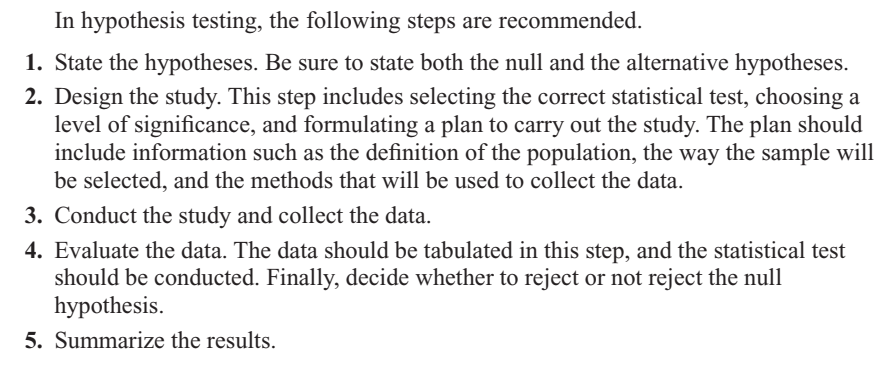 In hypothesis testing, the following steps are recommended.
1. State the hypotheses. Be sure to state both the null and the alternative hypotheses.
2. Design the study. This step includes selecting the correct statistical test, choosing a
level of significance, and formulating a plan to carry out the study. The plan should
include information such as the definition of the population, the way the sample will
be selected, and the methods that will be used to collect the data.
3. Conduct the study and collect the data.
4. Evaluate the data. The data should be tabulated in this step, and the statistical test
should be conducted. Finally, decide whether to reject or not reject the null
hypothesis.
5. Summarize the results.